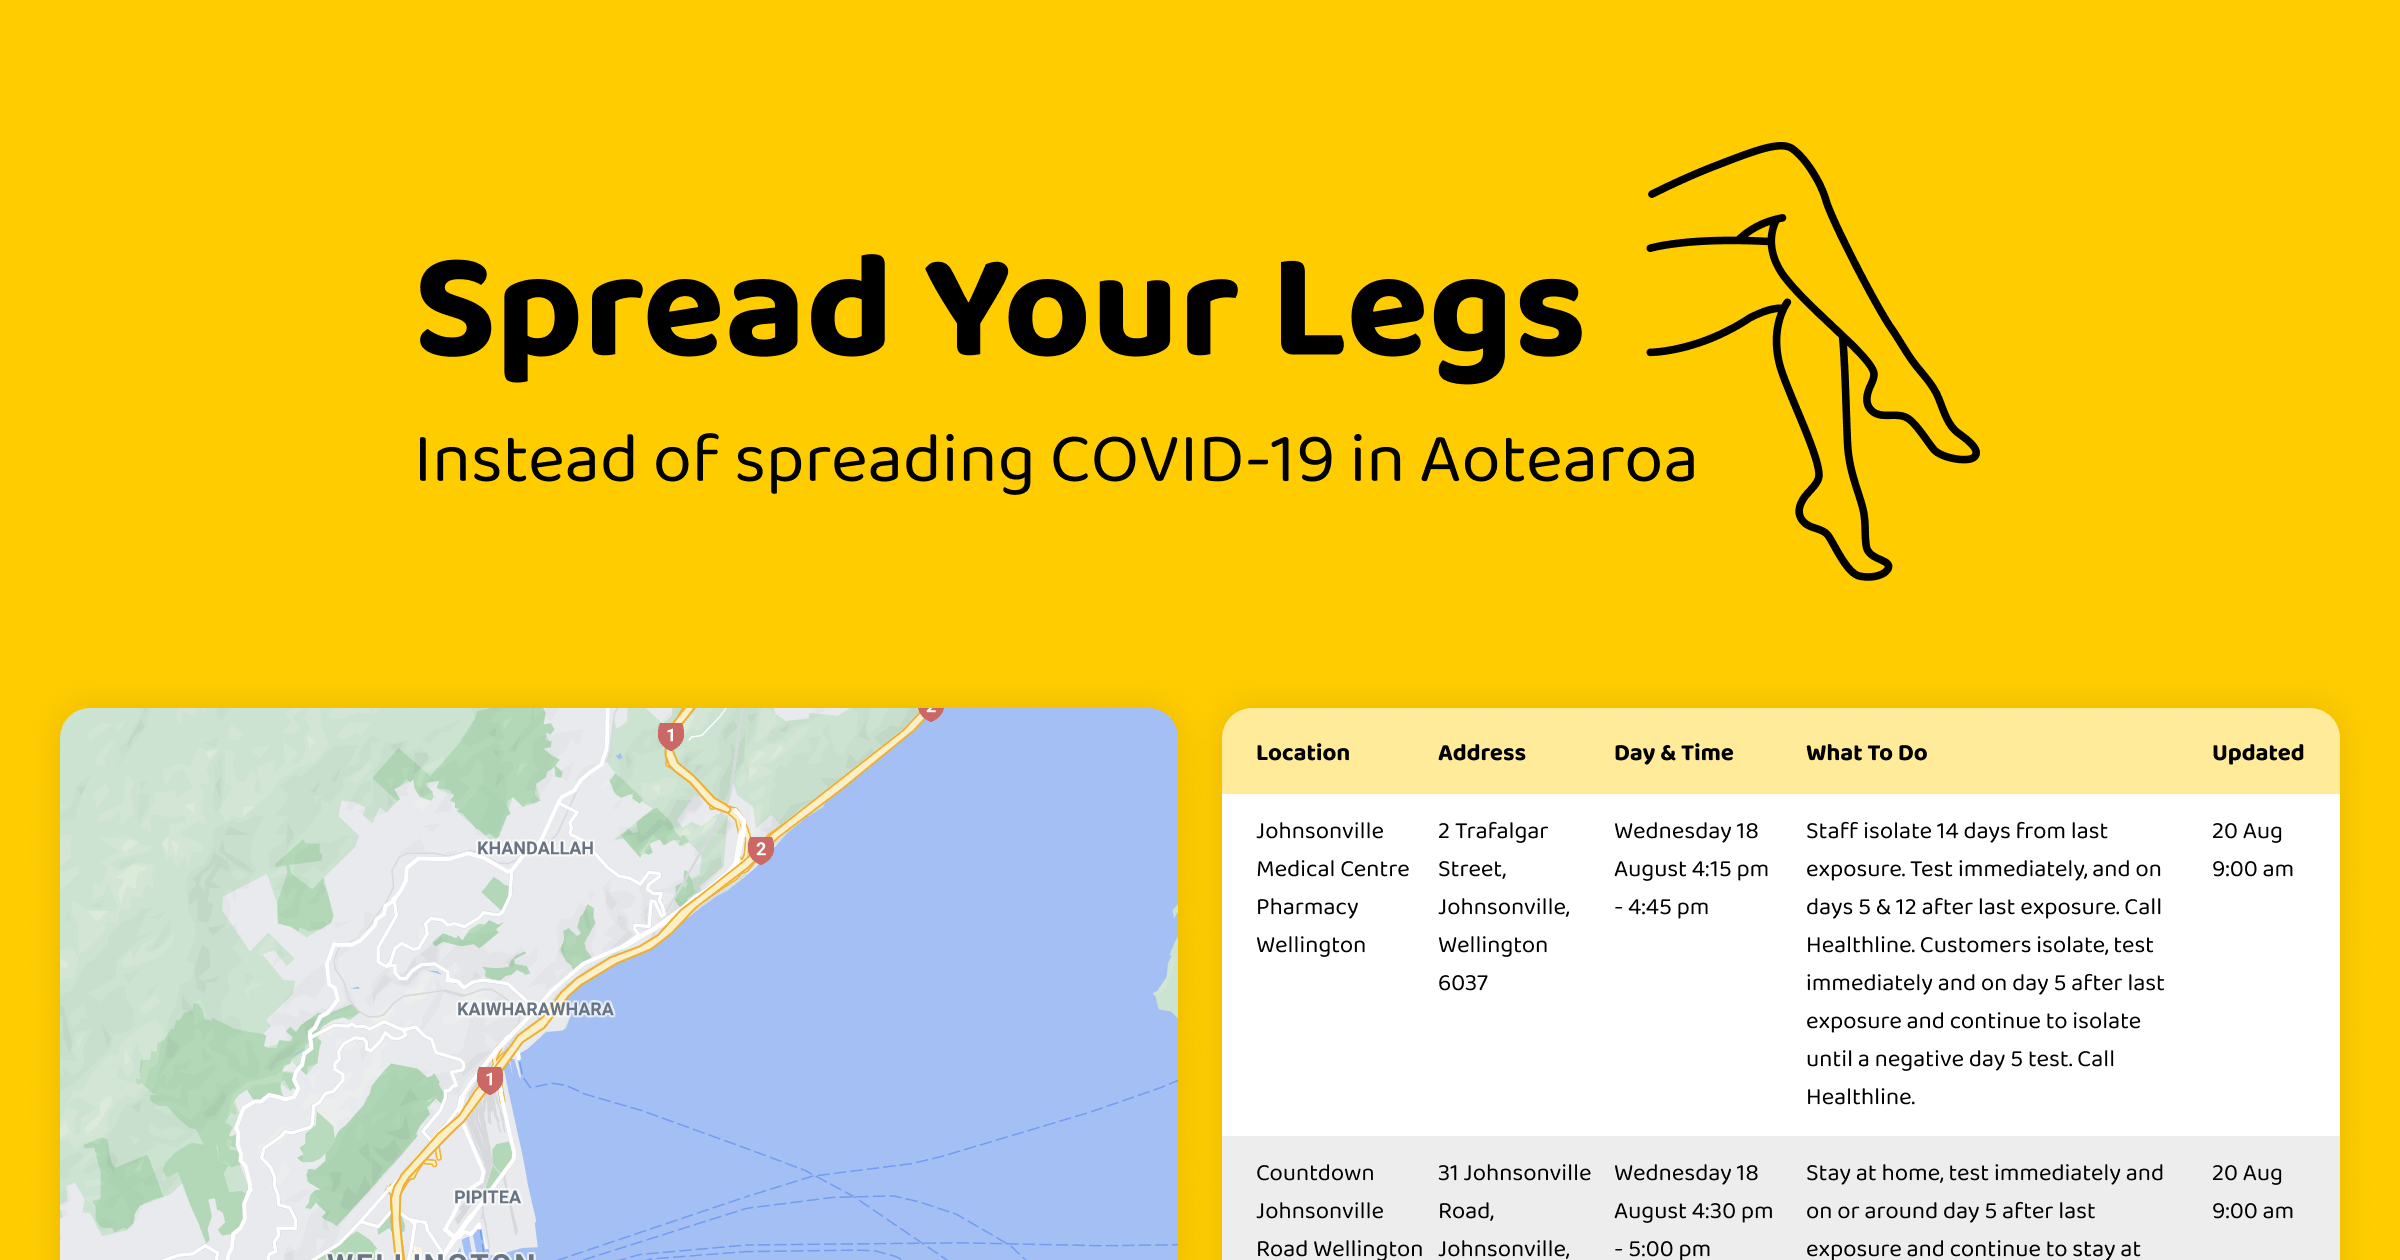 Spread Your Legs
Instead of spreading COVID-19 in Aotearoa
1
2
2
KHANDALLAH
KAIWHARAWHARA
1
PIPITEA
WELLINGTON
Location Address Day & Time What To Do Updated
Johnsonville 2 Trafalgar Wednesday 18 Staff isolate 14 days from last 20 Aug
Medical Centre Street, August 4:15 pm exposure. Test immediately, and on 9:00 am
Pharmacy Johnsonville, - 4:45 pm days 5 & 12 after last exposure. Call
Wellington Wellington Healthline. Customers isolate, test
6037 immediately and on day 5 after last
exposure and continue to isolate
until a negative day 5 test. Call
Healthline.
Countdown 31 Johnsonville Wednesday 18 Stay at home, test immediately and 20 Aug
Johnsonville Road, August 4:30 pm on or around day 5 after last 9:00 am
Road Wellington Johnsonville, - 5:00 pm exposure and continue to stay at